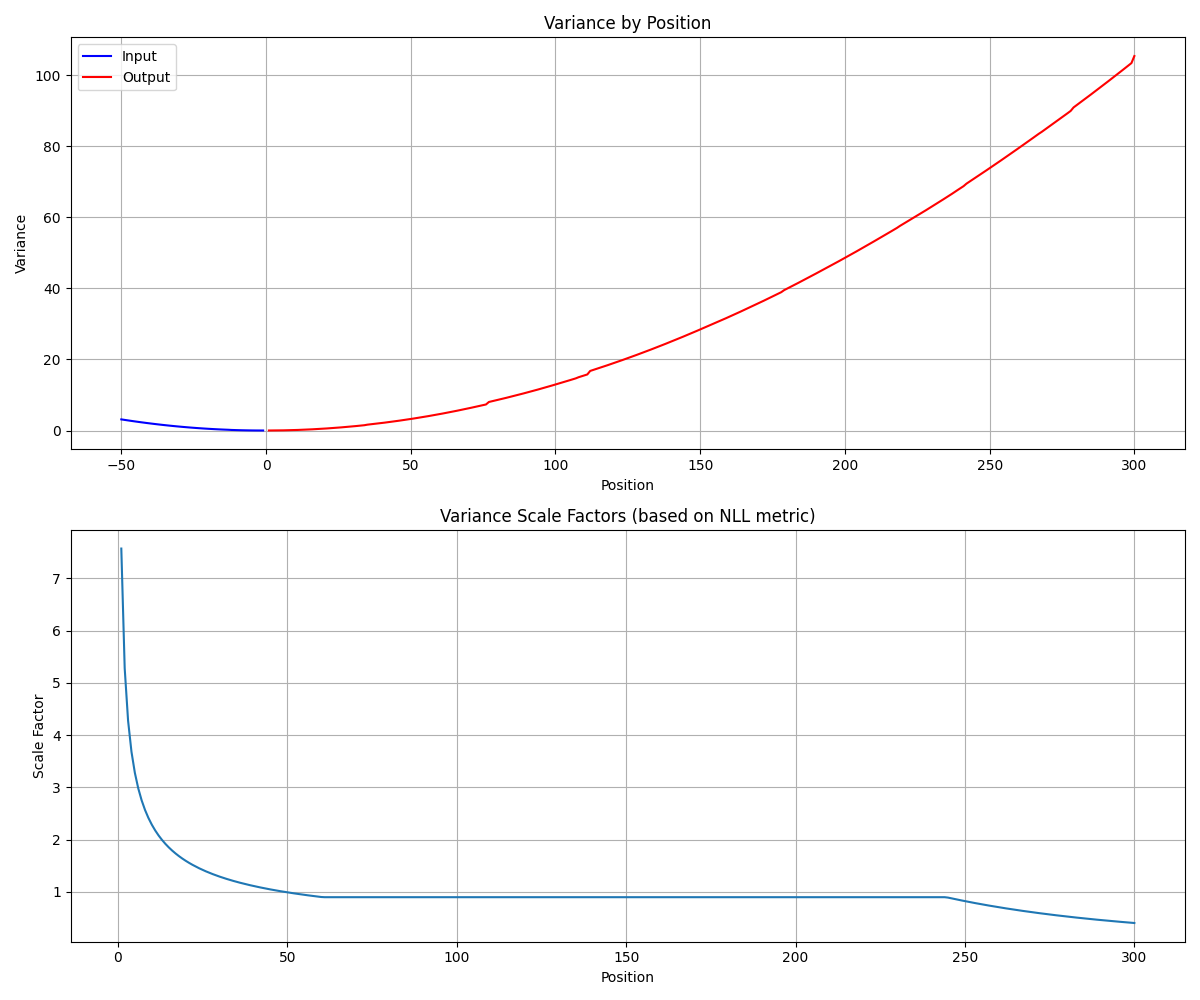 Variance by Position
Input
Output
Variance
100
80
60
40
20
0
−50 0 50 100 150 200 250 300
Position
Variance Scale Factors (based on NLL metric)
Scale Factor
7
6
5
4
3
2
1
0 50 100 150 200 250 300
Position